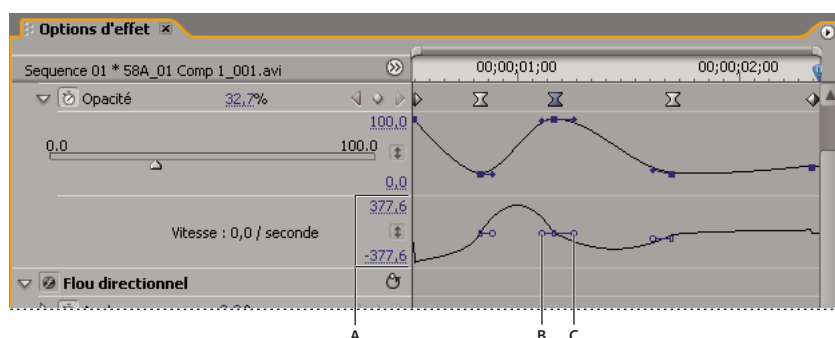 Options d'effet
Sequence 01 * 58A_01 Comp 1_001.avi
00;00;01;00
00;00;02;00
Opacité
32,7%
100,0
0.0
100.0
0,0
377,6
Vitesse : 0,0 / seconde
-377,6
Flou directionnel
A
B
C